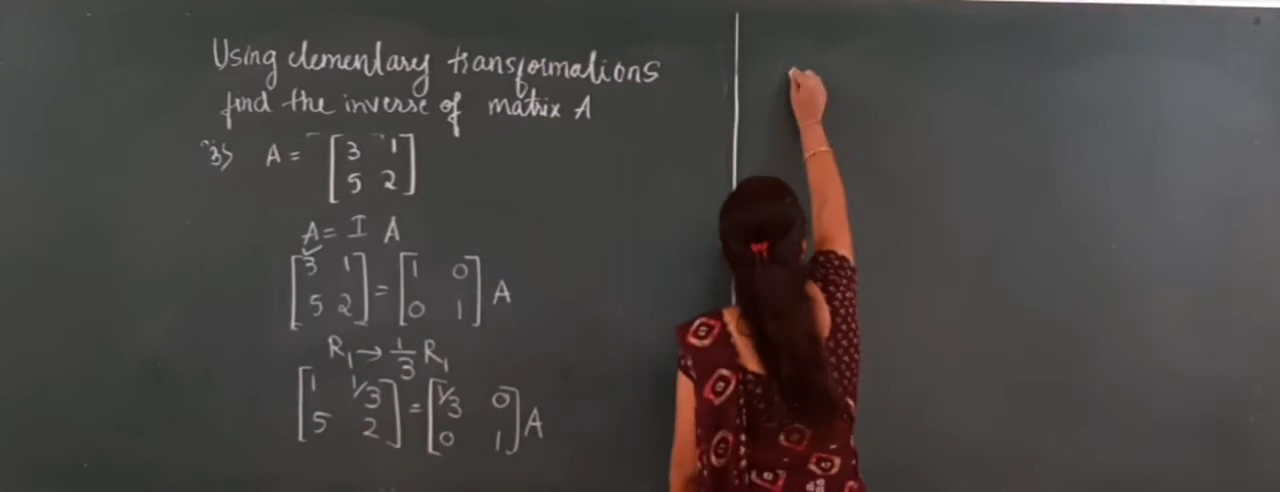 Using elementary transformations
find the inverse of matrix A
3) A = [3 1
5 2]
A = I A
[3 1
5 2] = [1 0
0 1] A
R₁ → 1/3 R₁
[1 1/3
5 2] = [1/3 0
0 1] A